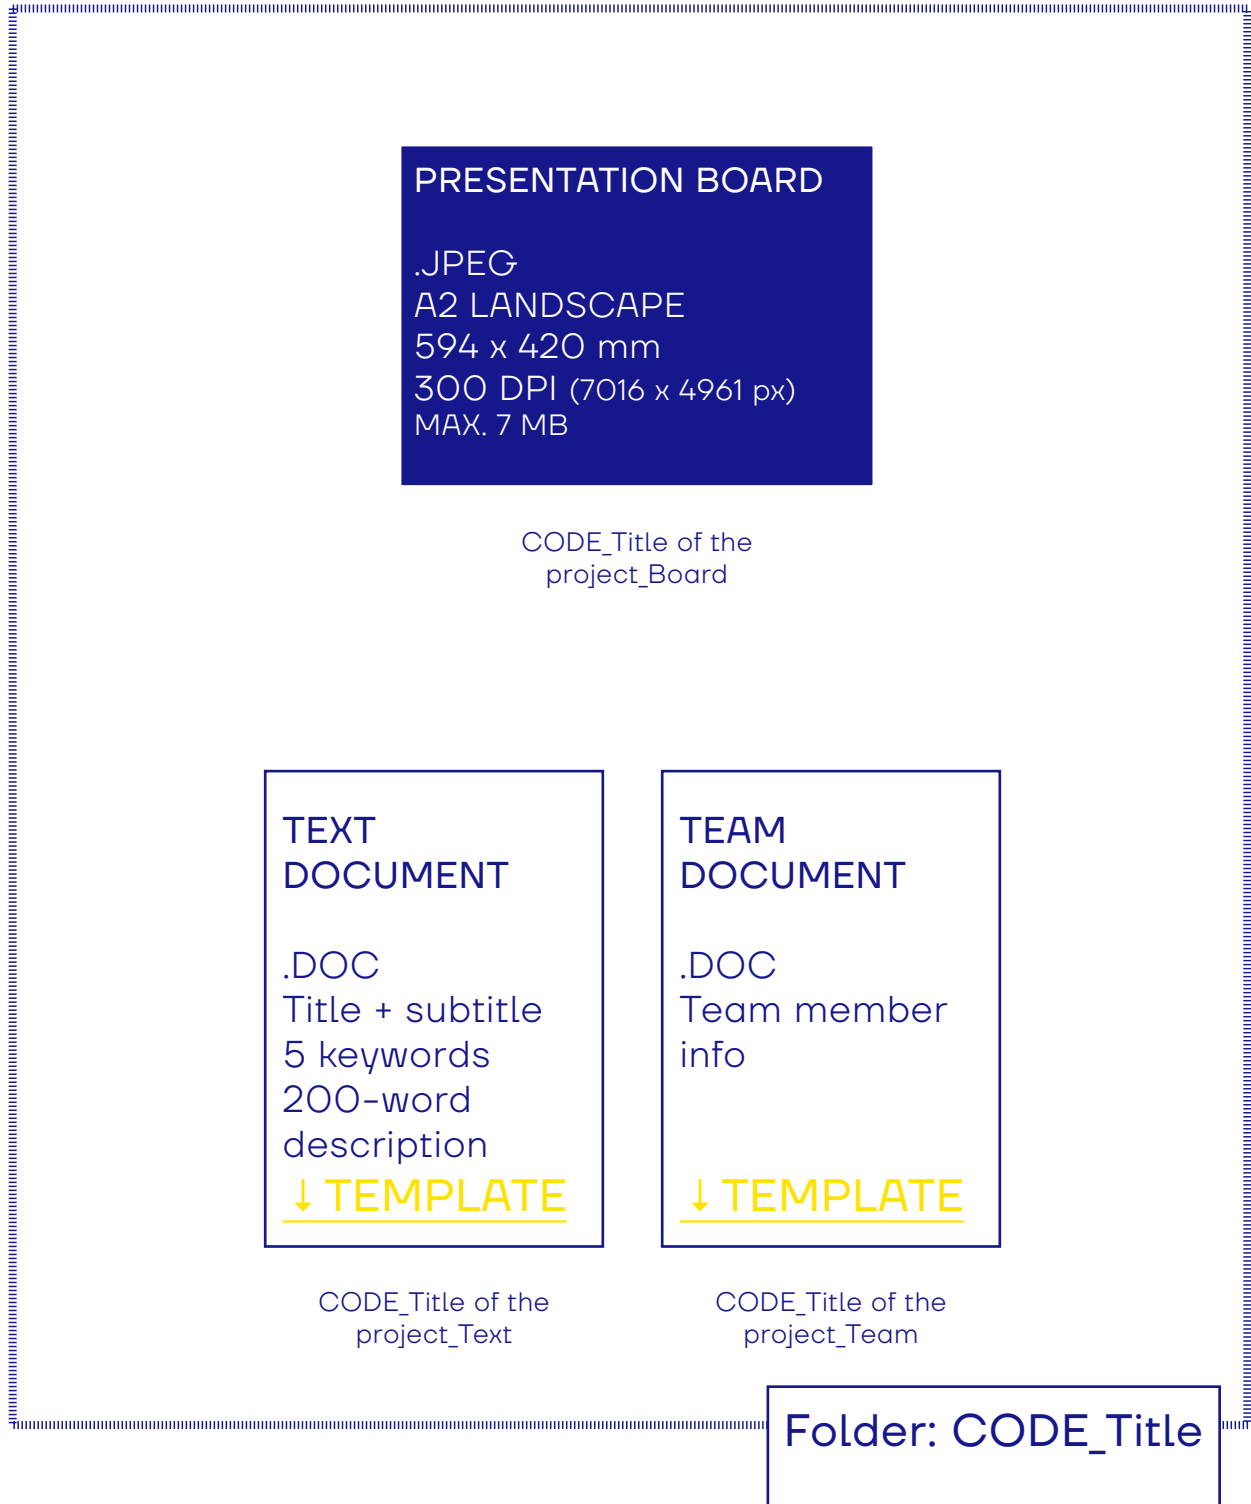 PRESENTATION BOARD
.JPEG
A2 LANDSCAPE
594 x 420 mm
300 DPI (7016 x 4961 px)
MAX. 7 MB
CODE_Title of the
project_Board
TEXT
DOCUMENT
.DOC
Title + subtitle
5 keywords
200-word
description
↓ TEMPLATE
CODE_Title of the
project_Text
TEAM
DOCUMENT
.DOC
Team member
info
↓ TEMPLATE
CODE_Title of the
project_Team
Folder: CODE_Title